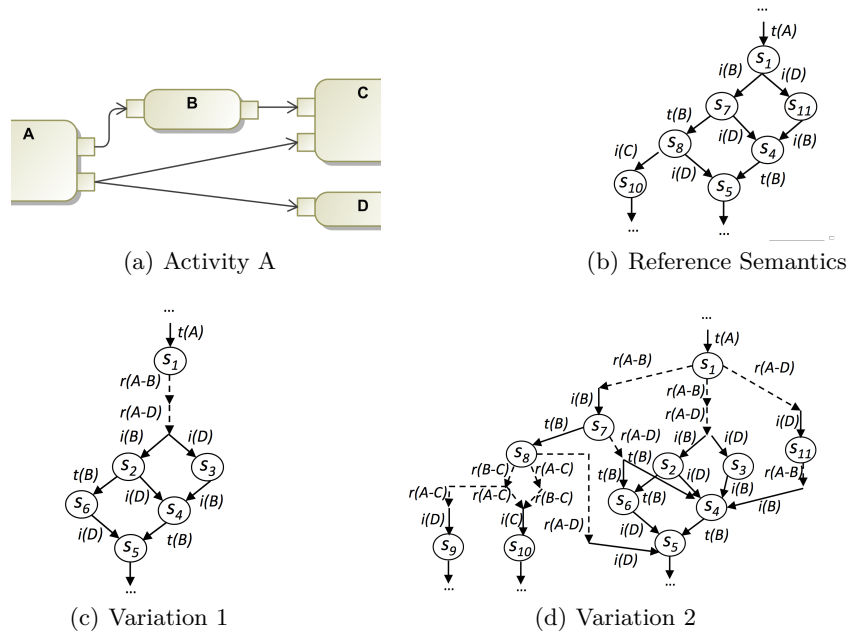 A
B
C
D
(a) Activity A
...
t(A)
S1
i(B)
i(D)
S7
S11
t(B)
i(D)
i(B)
S8
S4
i(C)
i(D)
t(B)
S10
S5
...
...
(b) Reference Semantics
...
t(A)
S1
r(A-B)
r(A-D)
i(B)
i(D)
S2
S3
t(B)
i(D)
i(B)
S6
S4
i(D)
t(B)
S5
...
(c) Variation 1
...
t(A)
S1
r(A-B)
r(A-B)
r(A-D)
r(A-D)
i(B)
i(D)
S7
t(B)
r(A-D)
i(B)
i(D)
S11
S8
t(B)
S2
S3
r(A-B)
r(B-C)
r(A-C)
t(B)
t(B)
i(D)
i(B)
r(A-C)
r(A-C)
r(B-C)
S6
S4
i(B)
i(D)
i(C)
r(A-D)
i(D)
t(B)
S9
S10
S5
i(D)
...
...
...
(d) Variation 2